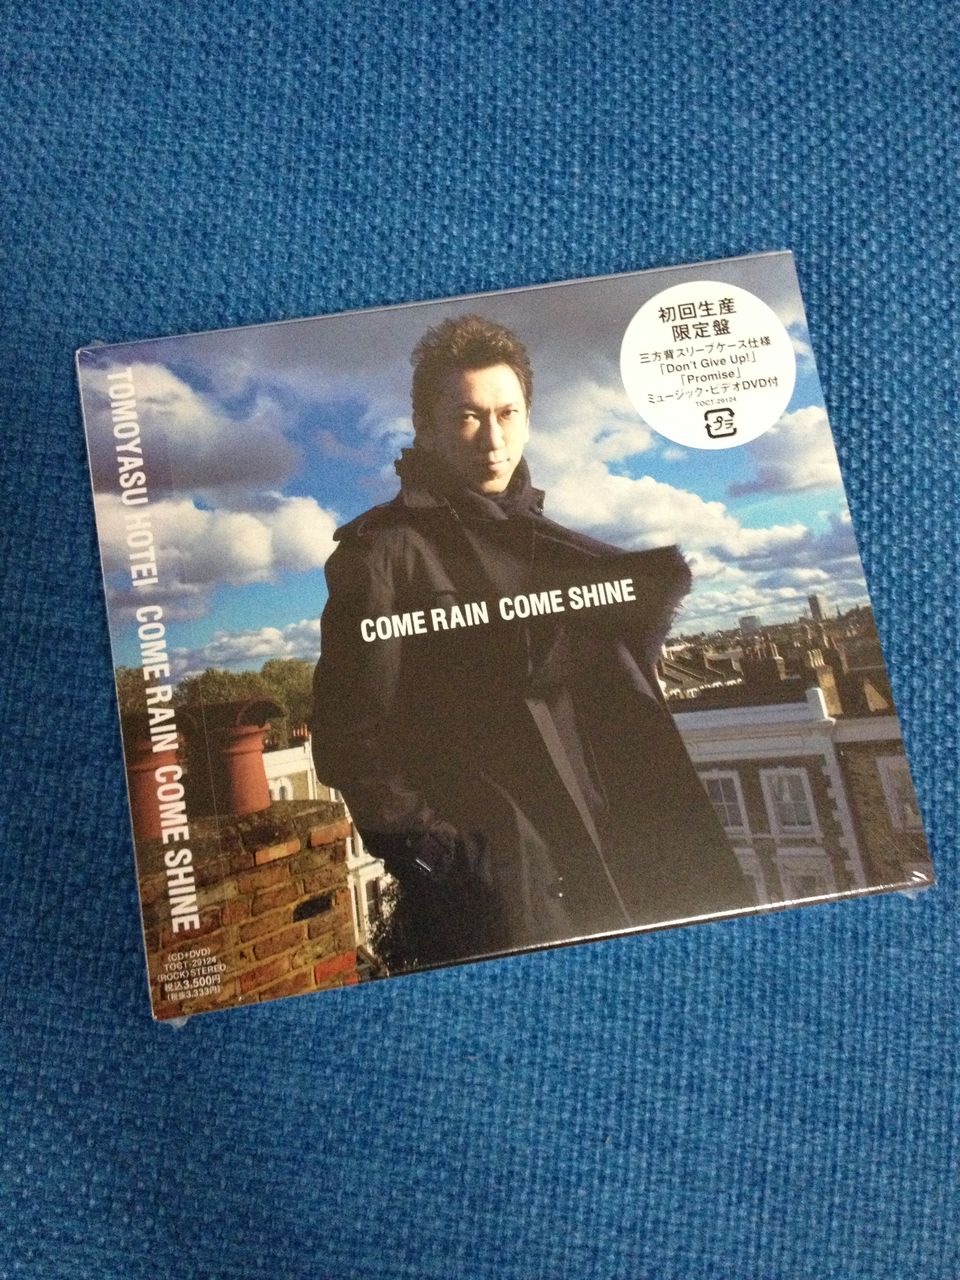 初回生産
限定盤
三方背スリーブケース仕様
「Don't Give Up!」
「Promise」
ミュージック・ビデオDVD付
TOCT-29124
プラ
COME RAIN COME SHINE
TOMOYASU HOTEI COME RAIN COME SHINE
(CD+DVD)
TOCT-29124
(ROCK) STEREO
税込3,500円
(税抜3,333円)